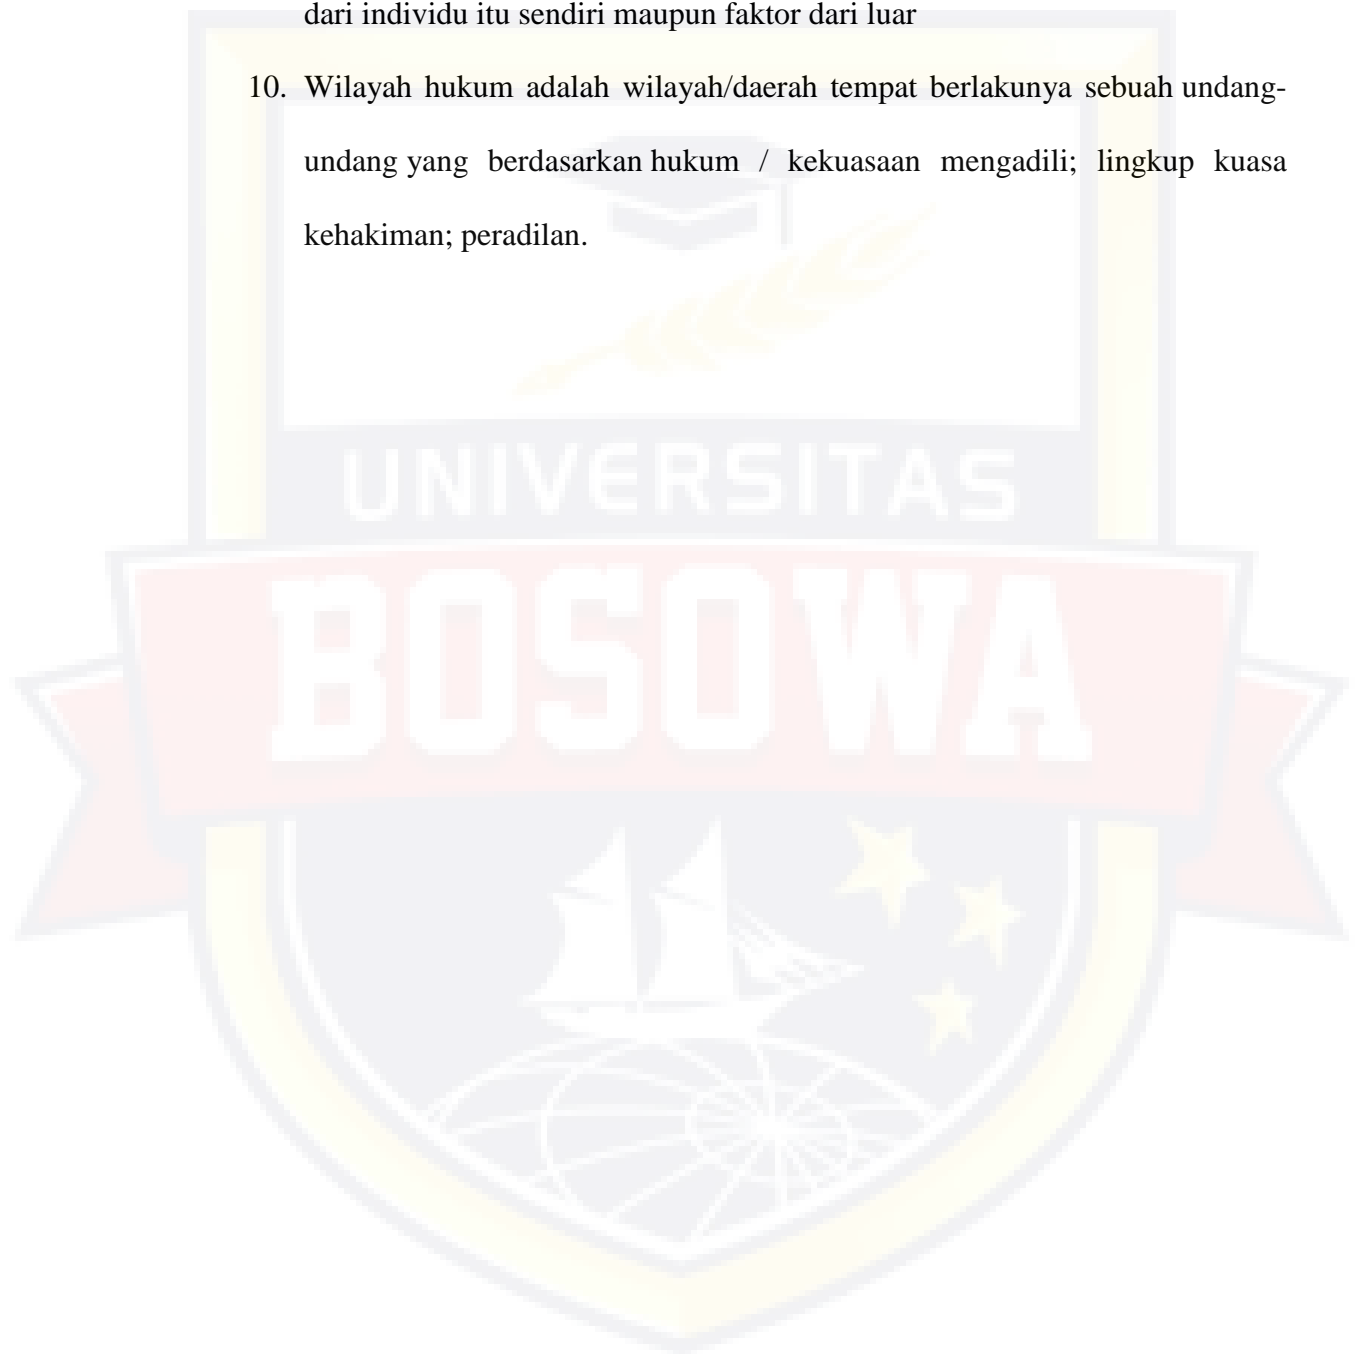 dari individu itu sendiri maupun faktor dari luar
10. Wilayah hukum adalah wilayah/daerah tempat berlakunya sebuah undang-
undang yang berdasarkan hukum / kekuasaan mengadili; lingkup kuasa
kehakiman; peradilan.
UNIVERSITAS
BOSOWA